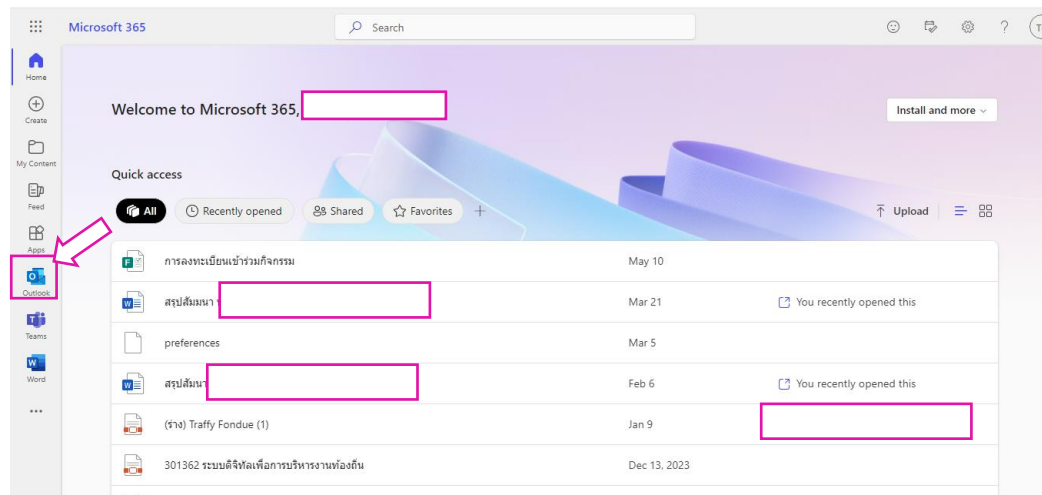 Microsoft 365
Search
Home
Create
My Content
Feed
Apps
Outlook
Teams
Word
Welcome to Microsoft 365,
Install and more
Quick access
All
Recently opened
Shared
Favorites
Upload
การลงทะเบียนเข้าร่วมกิจกรรม May 10
สรุปสัมมนา Mar 21 You recently opened this
preferences Mar 5
สรุปสัมนา Feb 6 You recently opened this
(ร่าง) Traffy Fondue (1) Jan 9
301362 ระบบดิจิทัลเพื่อการบริหารงานท้องถิ่น Dec 13, 2023